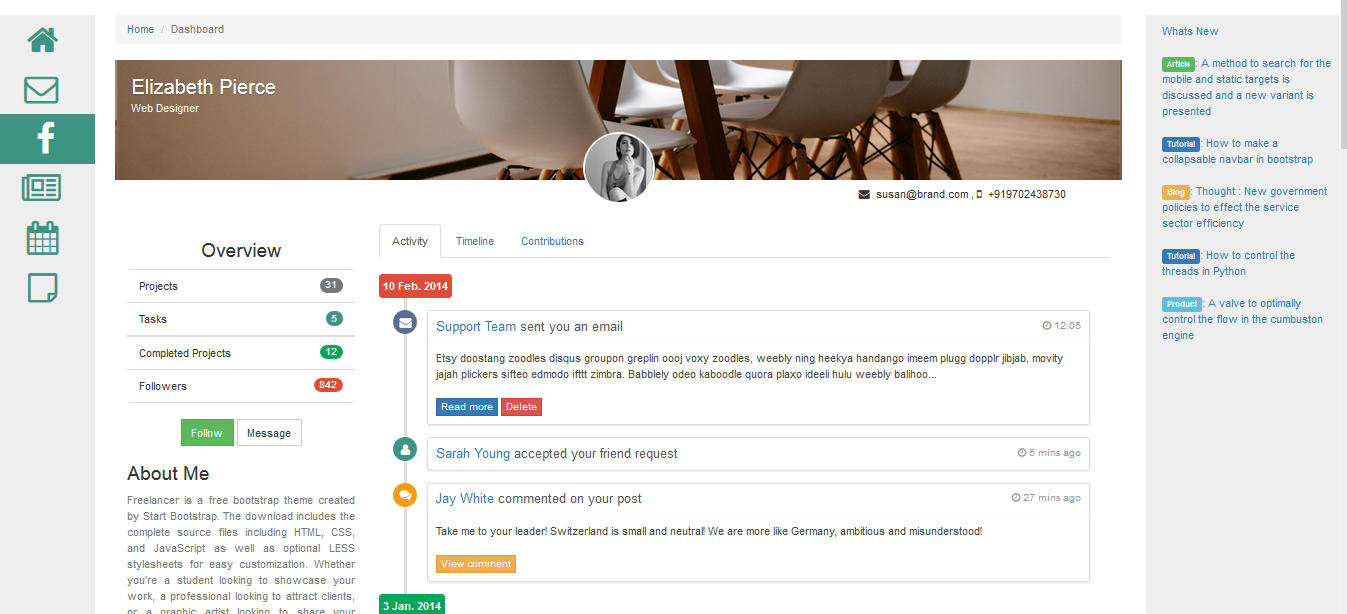 Home / Dashboard
Elizabeth Pierce
Web Designer
susan@brand.com , +919702438730
Overview
Projects 31
Tasks 5
Completed Projects 12
Followers 842
Follow Message
About Me
Freelancer is a free bootstrap theme created
by Start Bootstrap. The download includes the
complete source files including HTML, CSS,
and JavaScript as well as optional LESS
stylesheets for easy customization. Whether
you're a student looking to showcase your
work, a professional looking to attract clients,
or a graphic artist looking to share your
Activity Timeline Contributions
10 Feb. 2014
Support Team sent you an email 12:05
Etsy doostang zoodles disqus groupon greplin oooj voxy zoodles, weebly ning heekya handango imeem plugg dopplr jibjab, movity
jajah plickers sifteo edmodo ifttt zimbra. Babblely odeo kaboodle quora plaxo ideeli hulu weebly balihoo...
Read more Delete
Sarah Young accepted your friend request 5 mins ago
Jay White commented on your post 27 mins ago
Take me to your leader! Switzerland is small and neutral! We are more like Germany, ambitious and misunderstood!
View comment
3 Jan. 2014
Whats New
Article : A method to search for the
mobile and static targets is
discussed and a new variant is
presented
Tutorial : How to make a
collapsable navbar in bootstrap
Blog : Thought : New government
policies to effect the service
sector efficiency
Tutorial : How to control the
threads in Python
Product : A valve to optimally
control the flow in the cumbuston
engine